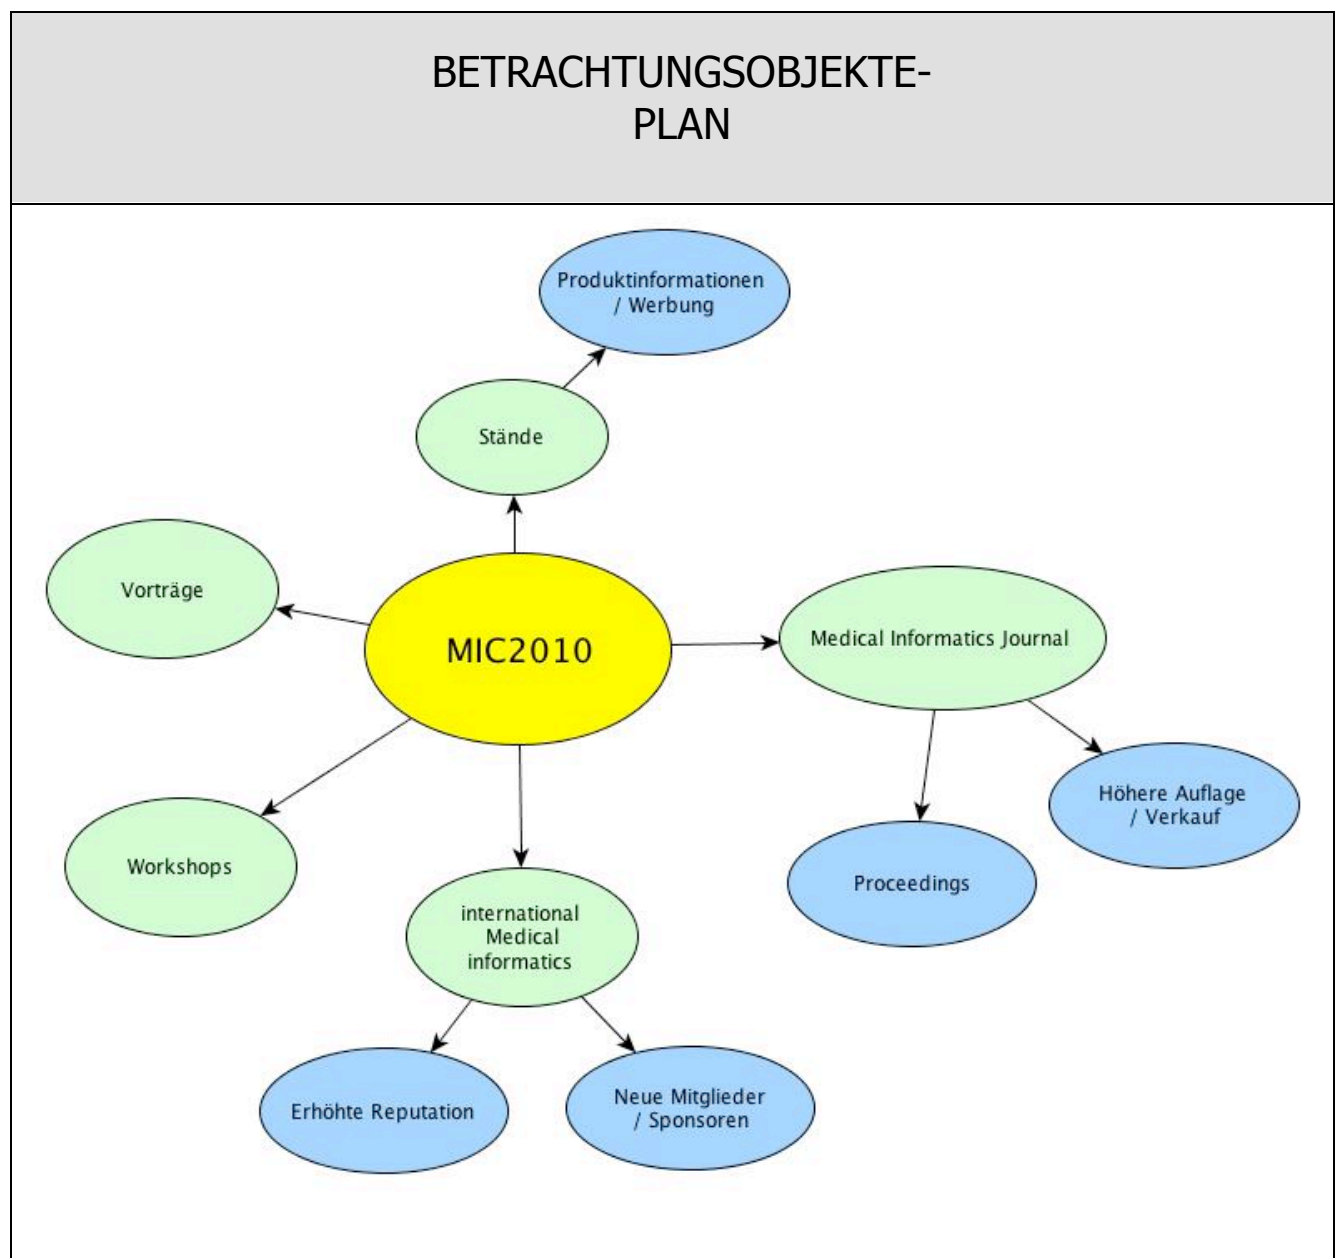 BETRACHTUNGSOBJEKTE-
PLAN
Produktinformationen
/ Werbung
Stände
Vorträge
MIC2010
Medical Informatics Journal
Höhere Auflage
/ Verkauf
Workshops
Proceedings
international
Medical
informatics
Erhöhte Reputation
Neue Mitglieder
/ Sponsoren